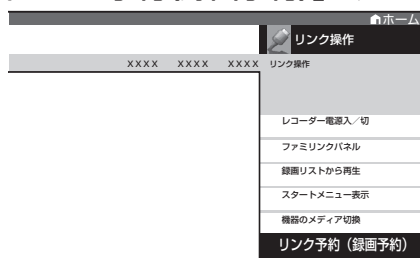 ホーム
リンク操作
XXXX XXXX XXXX リンク操作
レコーダー電源入／切
ファミリンクパネル
録画リストから再生
スタートメニュー表示
機器のメディア切換
リンク予約（録画予約）